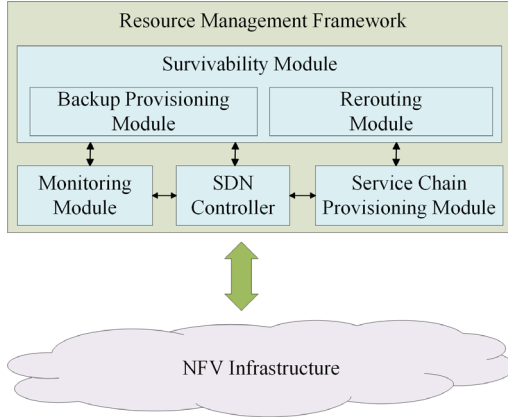 Resource Management Framework
Survivability Module
Backup Provisioning
Module
Rerouting
Module
Monitoring
Module
SDN
Controller
Service Chain
Provisioning Module
NFV Infrastructure